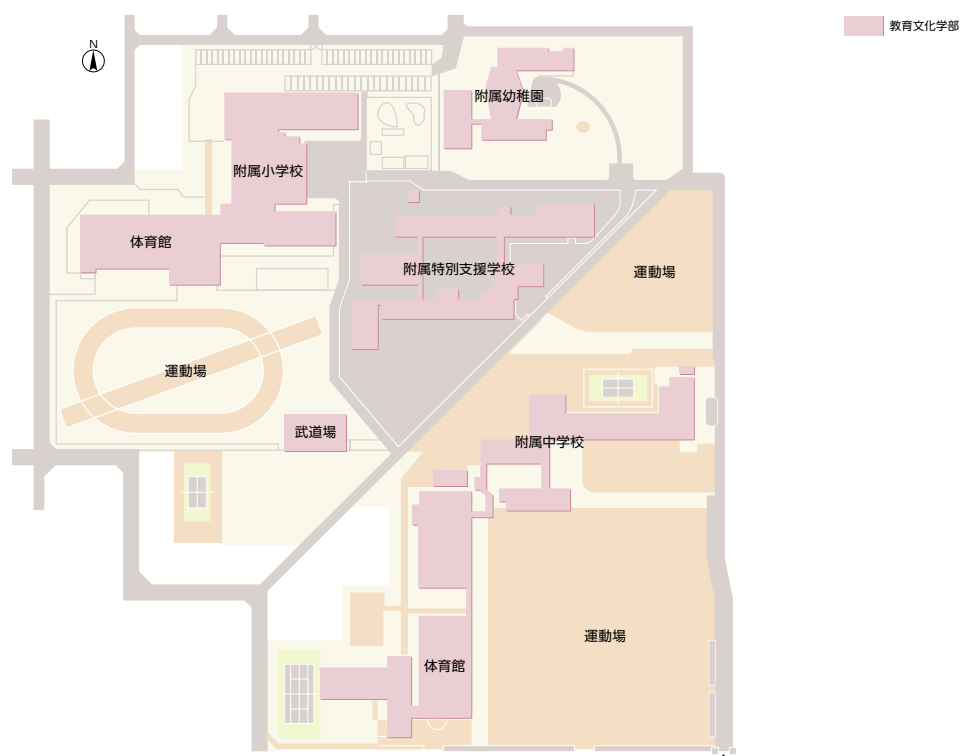 教育文化学部
N
附属幼稚園
附属小学校
体育館
附属特別支援学校
運動場
運動場
武道場
附属中学校
運動場
体育館